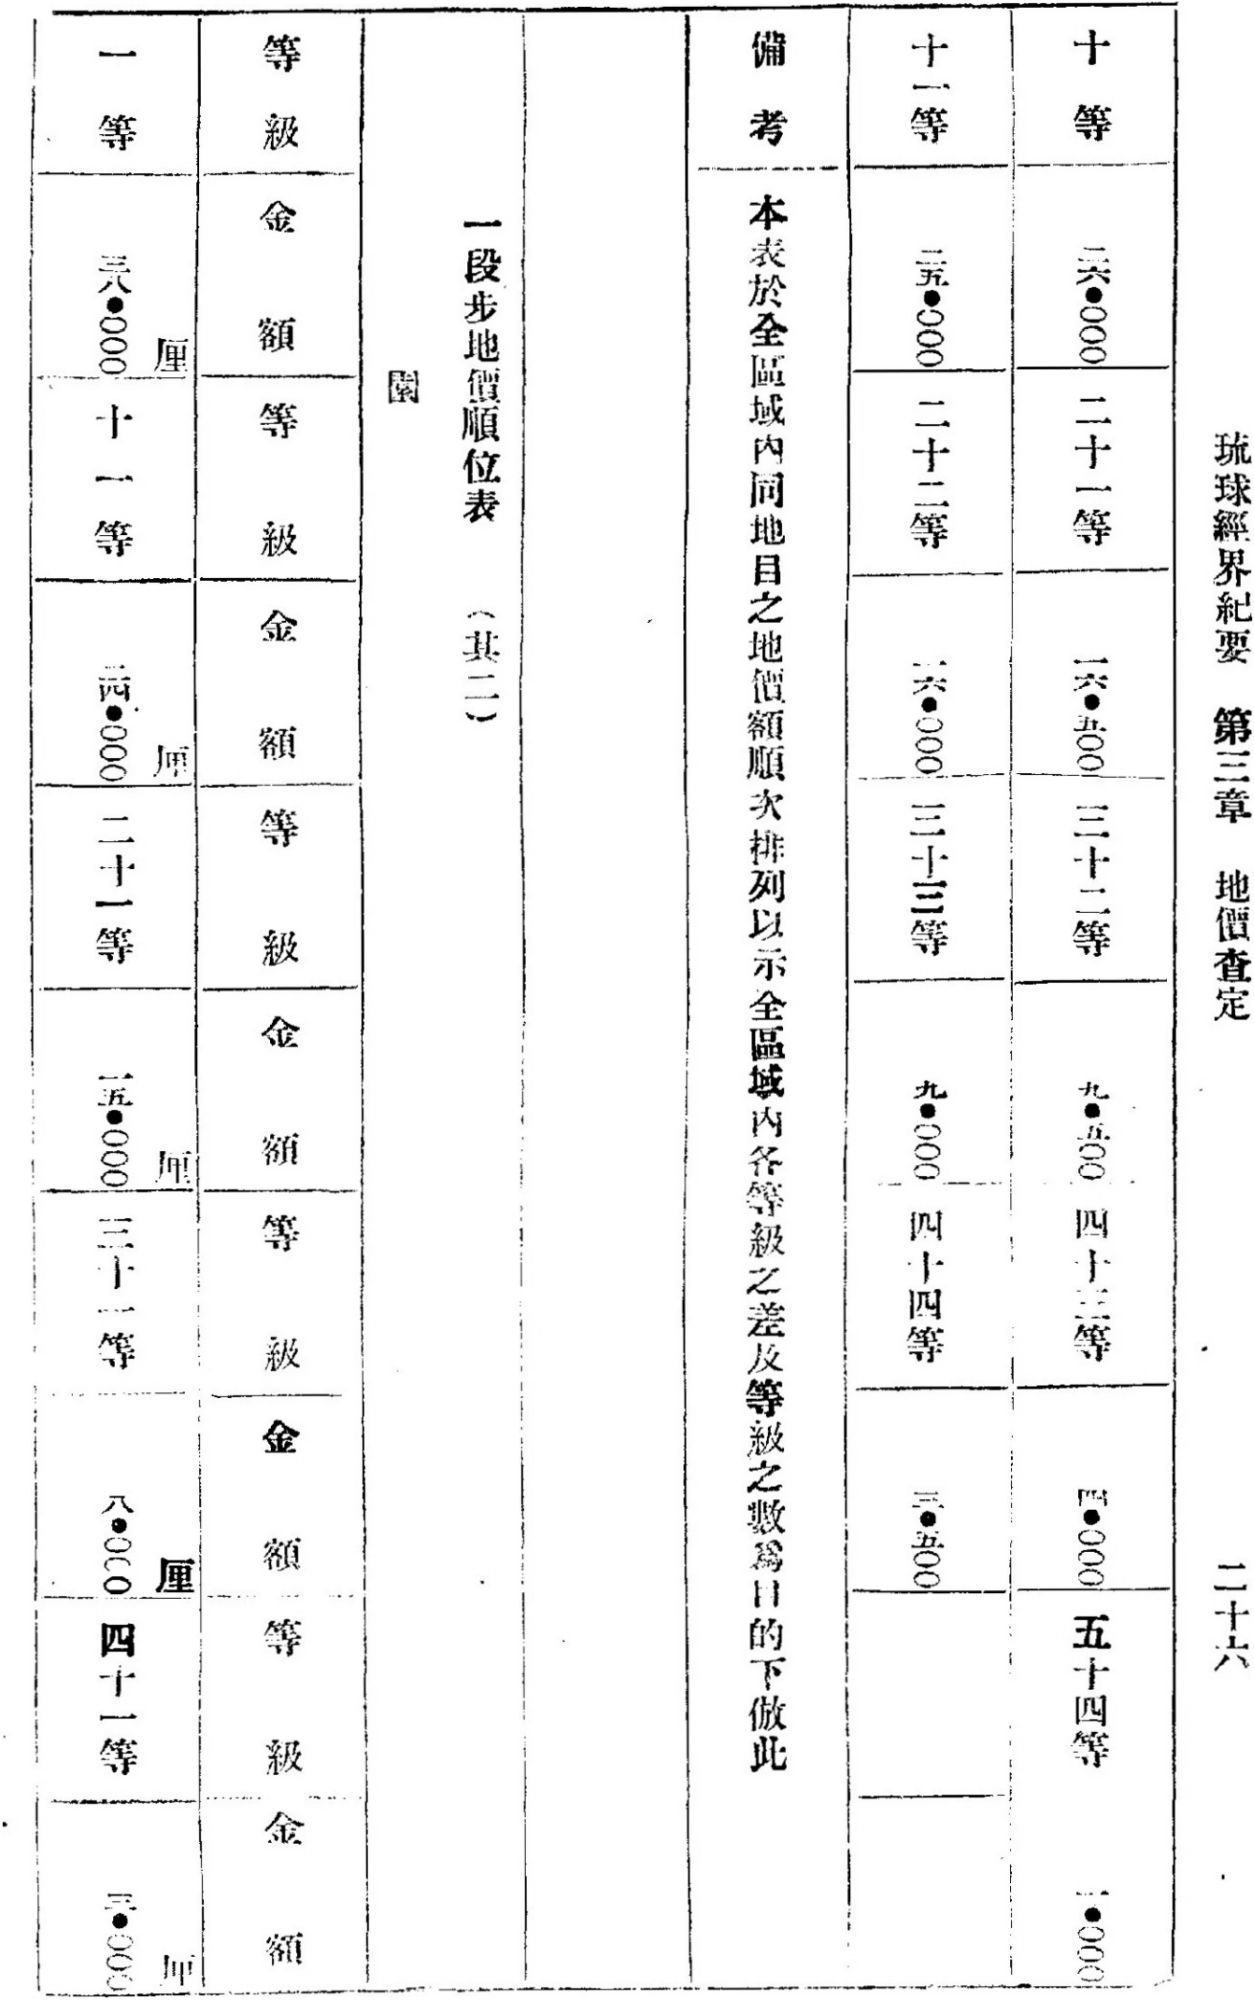 琉球經界紀要　第三章　地價查定　二十六
十等　二六●〇〇〇　二十一等　一六●五〇〇　三十二等　九●五〇〇　四十三等　四●〇〇〇　五十四等　一●〇〇〇
十一等　二五●〇〇〇　二十二等　一六●〇〇〇　三十三等　九●〇〇〇　四十四等　三●五〇〇
備考　本表於全區域內同地目之地價額順次排列以示全區域內各等級之差及等級之數爲目的下倣此
一段步地價順位表　（其二）
園
等級　金額　等級　金額　等級　金額　等級　金額　等級　金額
一等　三八●〇〇〇厘　十一等　二四●〇〇〇厘　二十一等　一五●〇〇〇厘　三十一等　八●〇〇〇厘　四十一等　三●〇〇〇厘